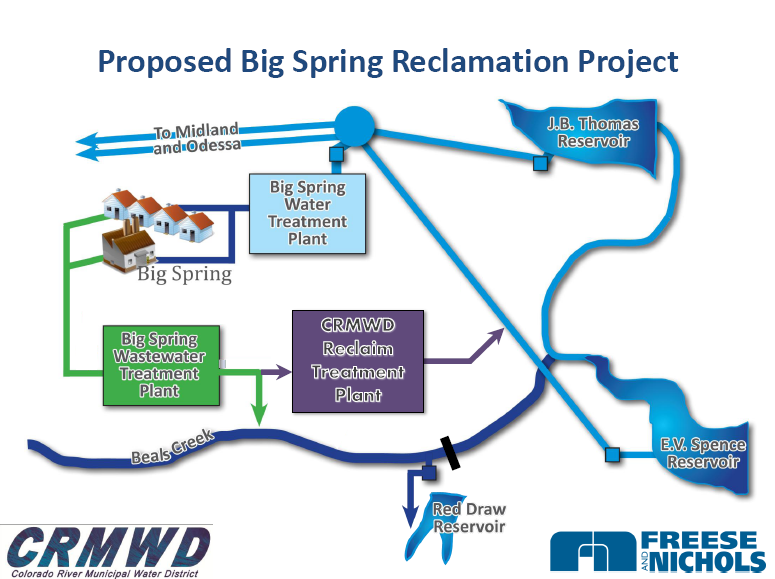 Proposed Big Spring Reclamation Project
To Midland
and Odessa
J.B. Thomas
Reservoir
Big Spring
Water
Treatment
Plant
Big Spring
Big Spring
Wastewater
Treatment
Plant
CRMWD
Reclaim
Treatment
Plant
Beals Creek
E.V. Spence
Reservoir
Red Draw
Reservoir
CRMWD
Colorado River Municipal Water District
FREESE
AND NICHOLS